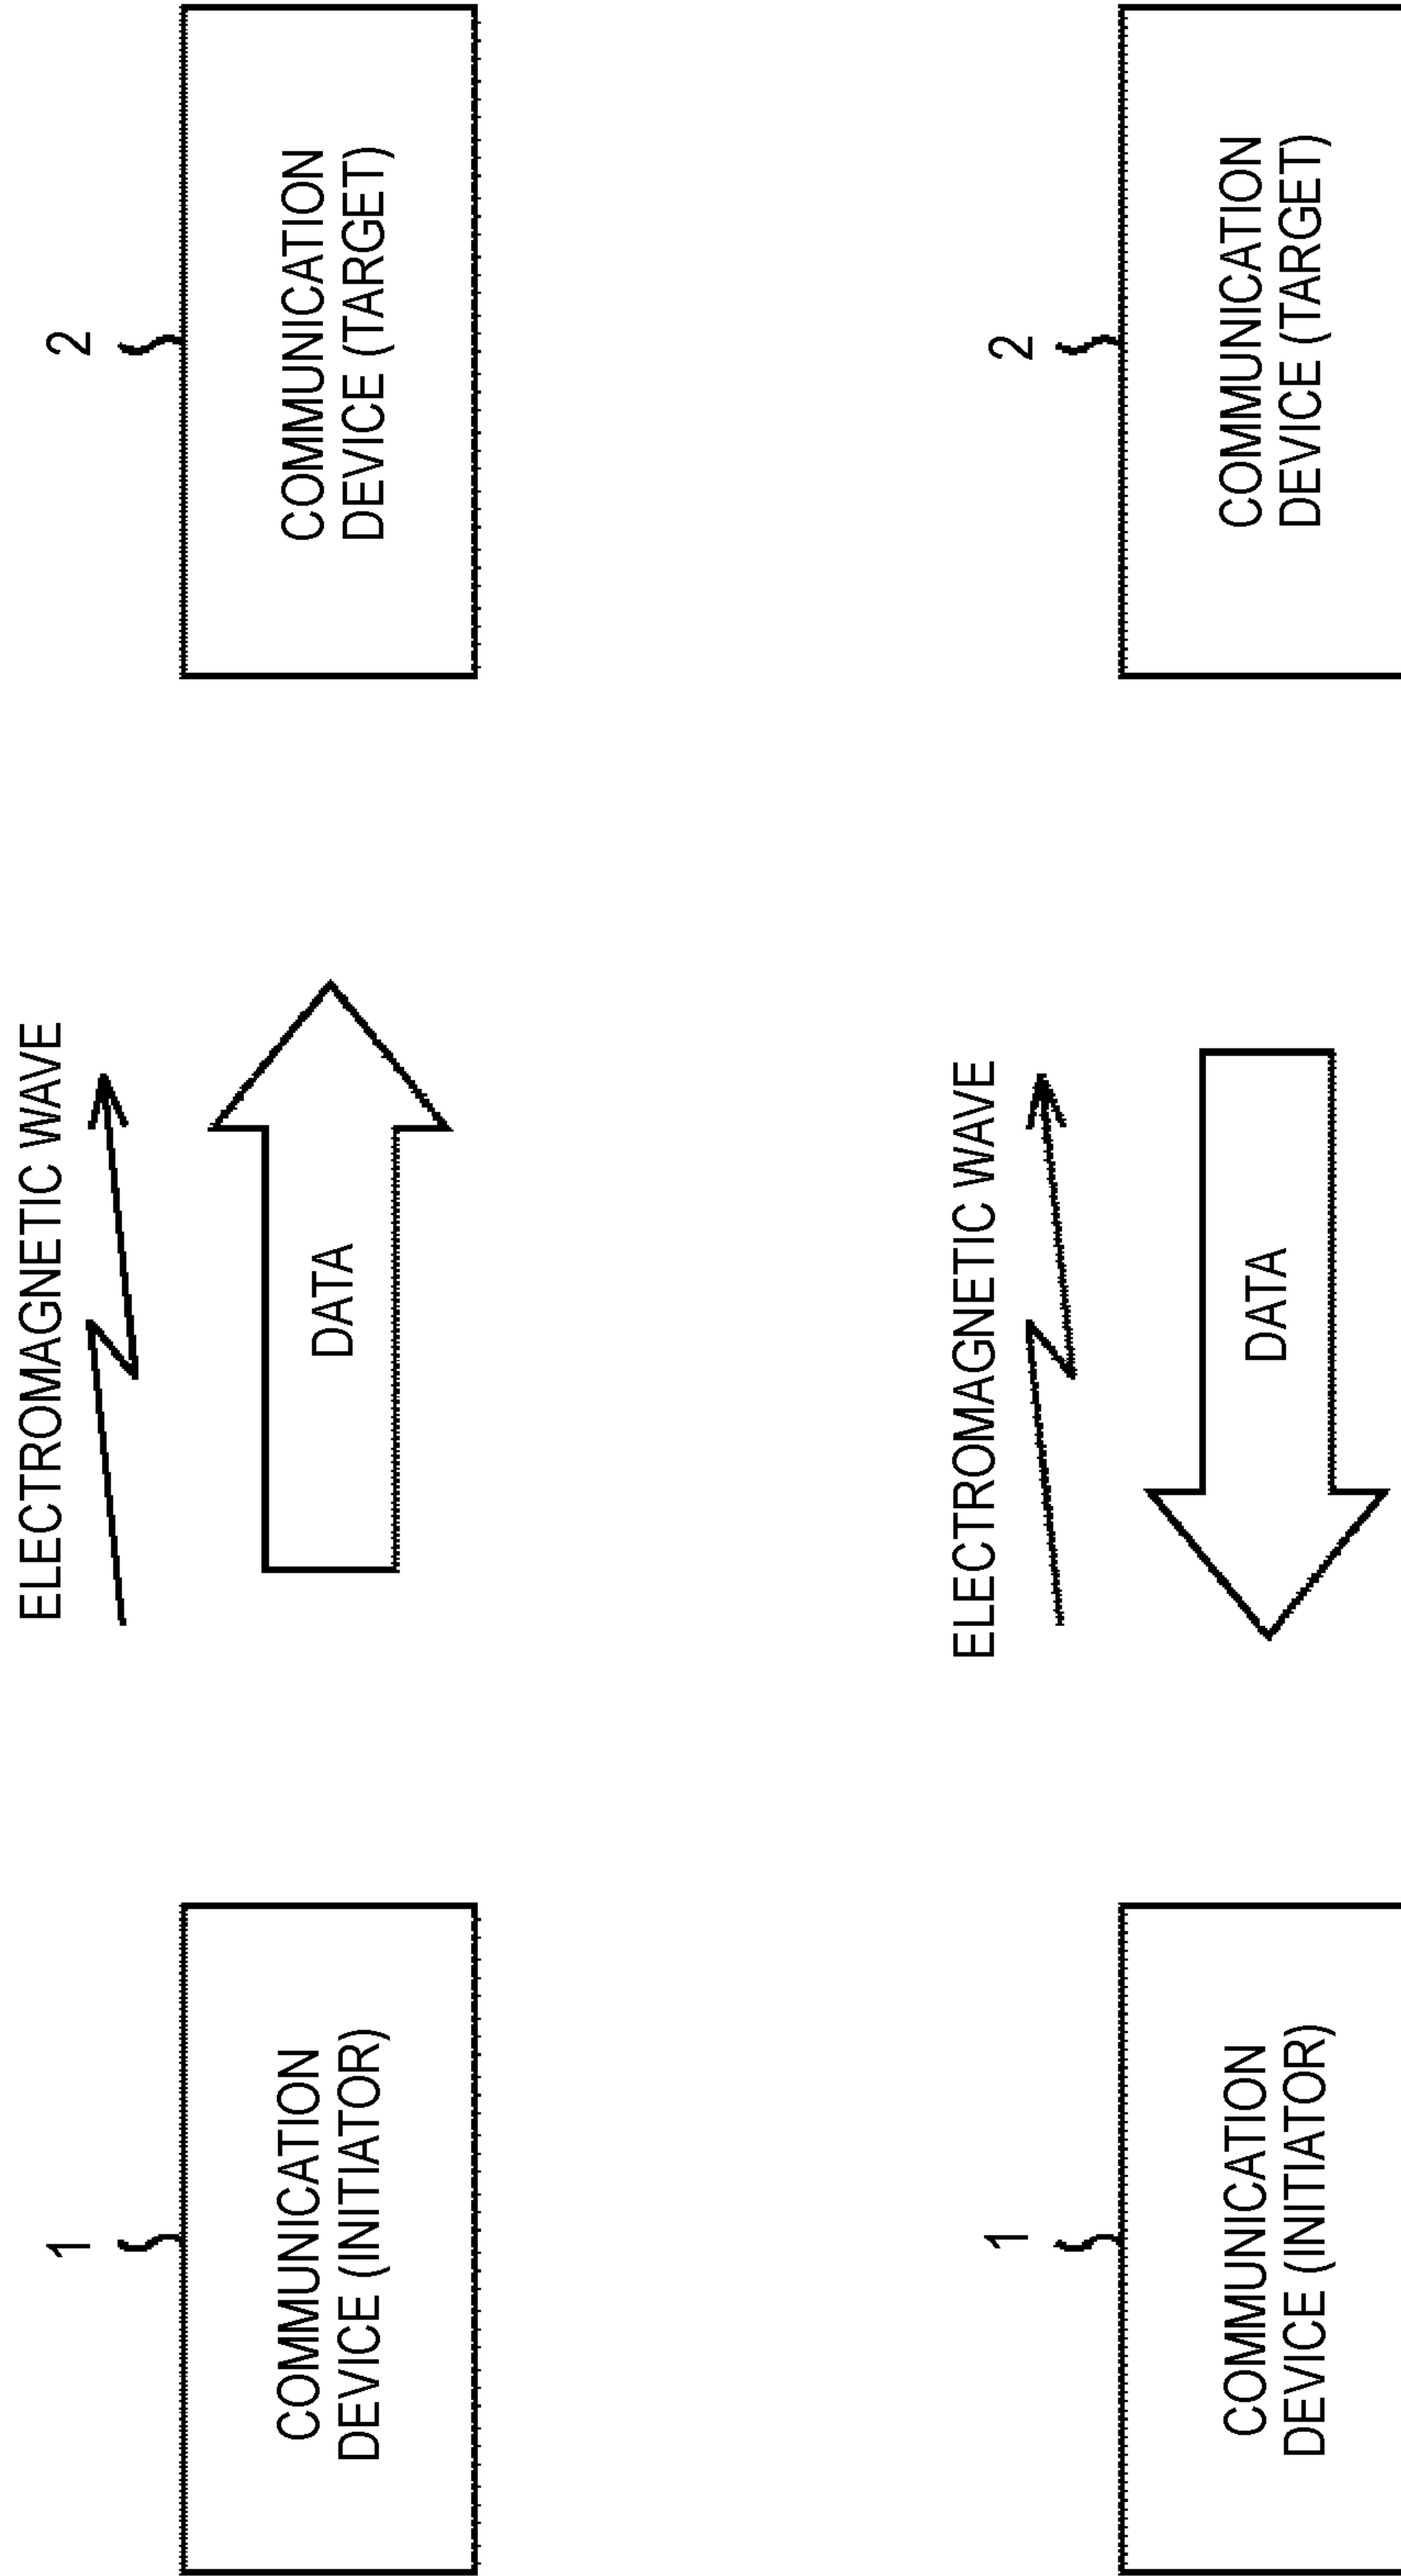 1
2
ELECTROMAGNETIC WAVE
COMMUNICATION
DEVICE (INITIATOR)
DATA
COMMUNICATION
DEVICE (TARGET)
1
2
ELECTROMAGNETIC WAVE
COMMUNICATION
DEVICE (INITIATOR)
DATA
COMMUNICATION
DEVICE (TARGET)